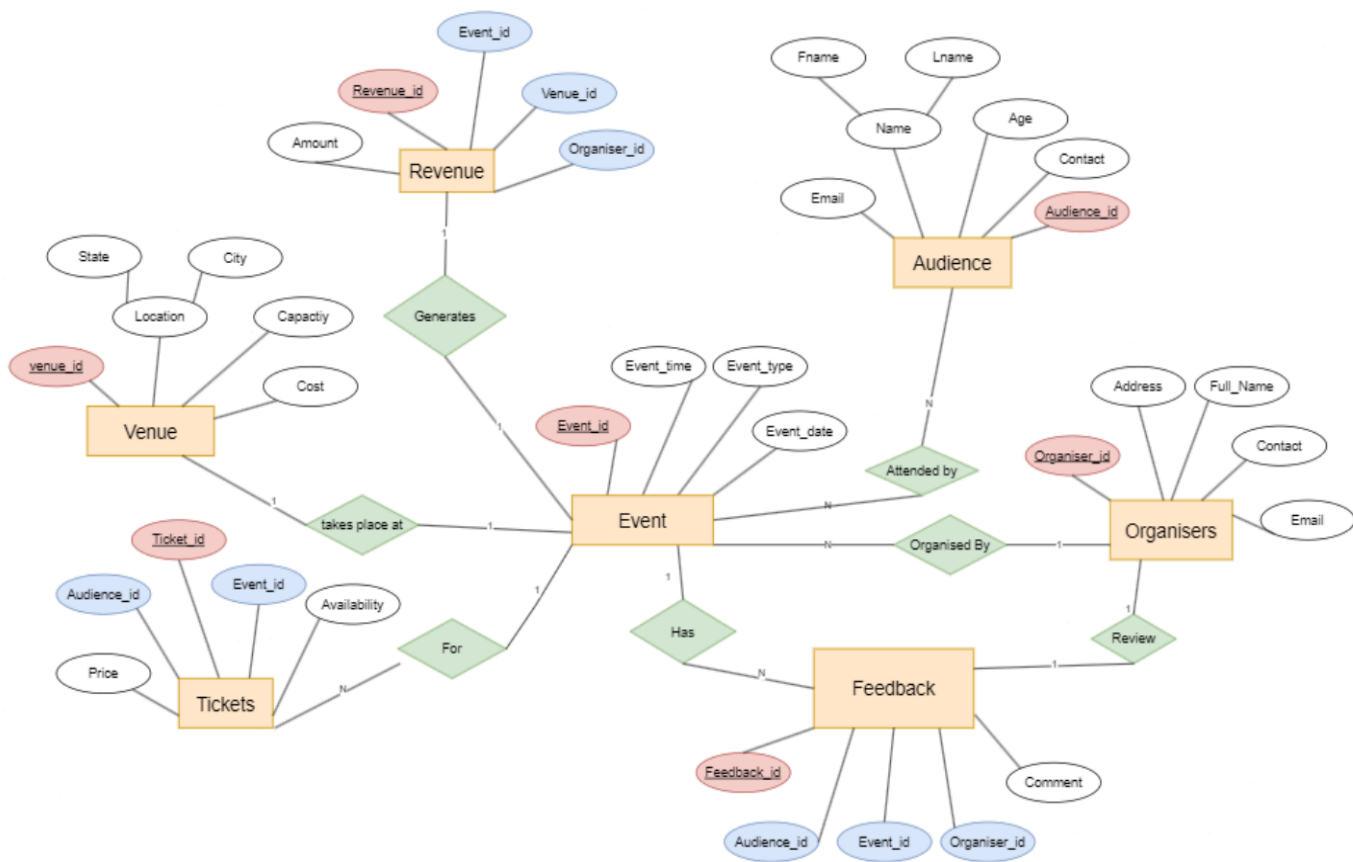 Event_id
Revenue_id
Venue_id
Amount
Organiser_id
Revenue
1
Generates
1
Fname
Lname
Name
Age
Contact
Email
Audience_id
Audience
N
Attended by
N
State
City
Location
Capactiy
venue_id
Cost
Venue
1
takes place at
1
Event_time
Event_type
Event_id
Event_date
Event
Address
Full_Name
Organiser_id
Contact
Email
Organisers
N
Organised By
1
Ticket_id
Audience_id
Event_id
Availability
Price
Tickets
N
For
1
1
Has
N
1
Review
1
Feedback
Feedback_id
Comment
Audience_id
Event_id
Organiser_id